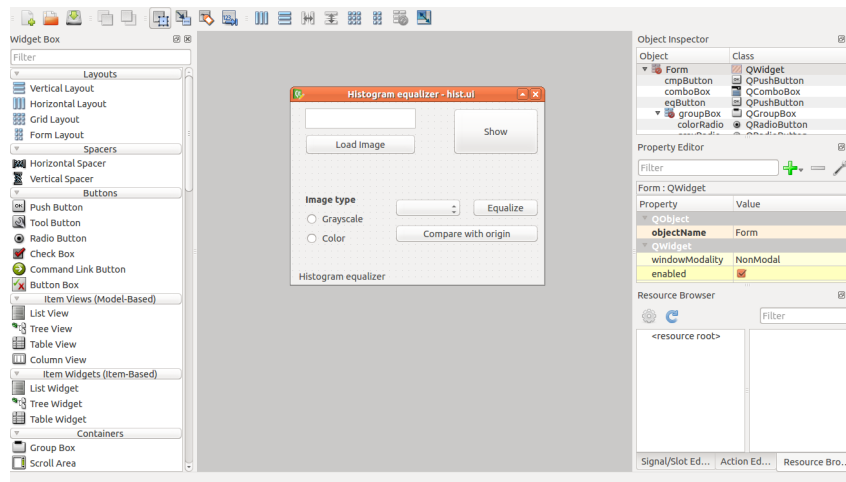 Widget Box
Filter
Layouts
Vertical Layout
Horizontal Layout
Grid Layout
Form Layout
Spacers
Horizontal Spacer
Vertical Spacer
Buttons
Push Button
Tool Button
Radio Button
Check Box
Command Link Button
Button Box
Item Views (Model-Based)
List View
Tree View
Table View
Column View
Item Widgets (Item-Based)
List Widget
Tree Widget
Table Widget
Containers
Group Box
Scroll Area
Histogram equalizer - hist.ui
Load Image
Show
Image type
Grayscale
Color
Equalize
Compare with origin
Histogram equalizer
Object Inspector
Object Class
Form QWidget
cmpButton QPushButton
comboBox QComboBox
eqButton QPushButton
groupBox QGroupBox
colorRadio QRadioButton
Property Editor
Filter
Form : QWidget
Property Value
QObject
objectName Form
QWidget
windowModality NonModal
enabled
Resource Browser
Filter
<resource root>
Signal/Slot Ed... Action Ed... Resource Bro...